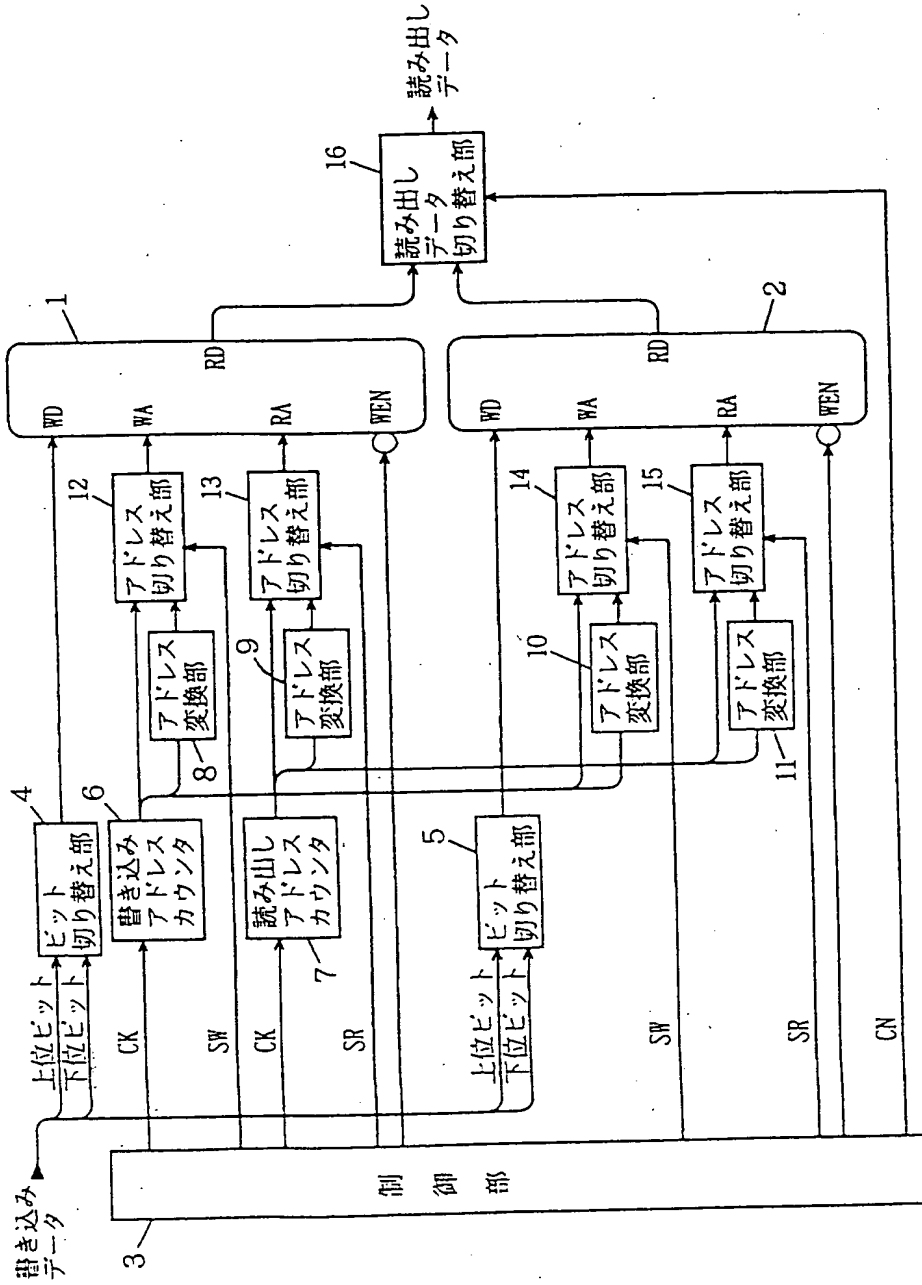 書き込み
データ
3
制御部
上位ビット
下位ビット
4
ビット
切り替え部
CK
6
書き込み
アドレス
カウンタ
SW
CK
読み出し
アドレス
カウンタ
7
SR
アドレス
変換部
8
アドレス
変換部
9
12
アドレス
切り替え部
13
アドレス
切り替え部
1
WD
WA
RA
WEN
RD
上位ビット
下位ビット
5
ビット
切り替え部
SW
SR
CN
アドレス
変換部
10
アドレス
変換部
11
14
アドレス
切り替え部
15
アドレス
切り替え部
2
WD
WA
RA
WEN
RD
16
読み出し
データ
切り替え部
読み出し
データ